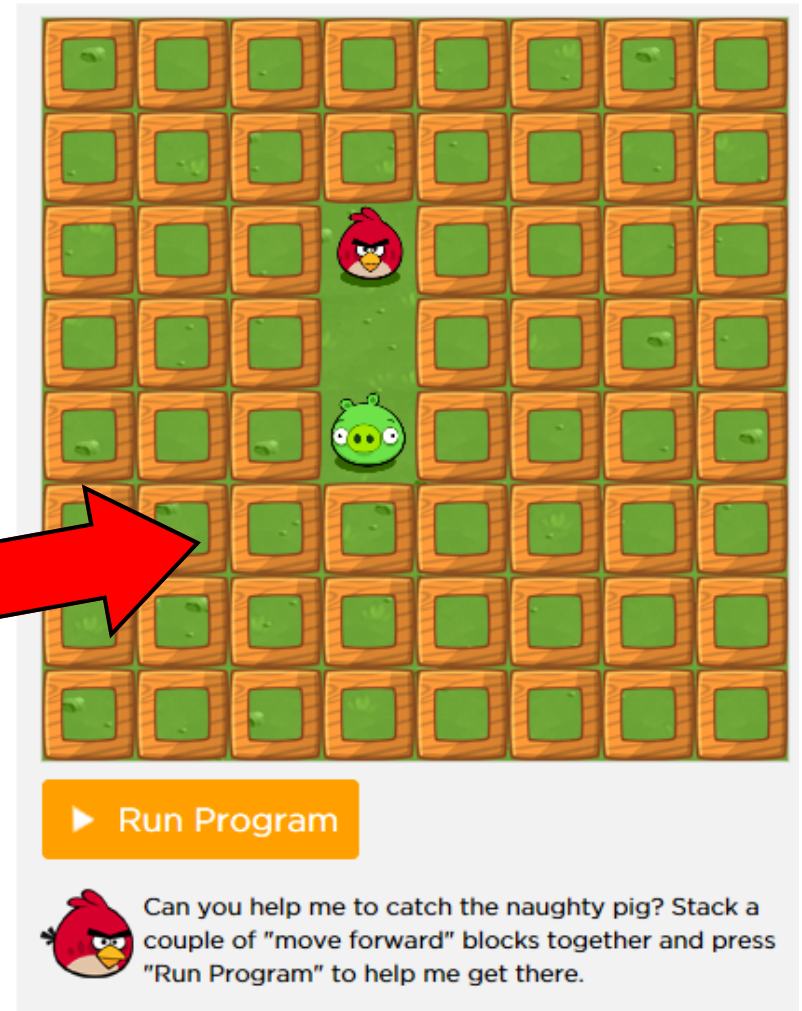 Run Program
Can you help me to catch the naughty pig? Stack a
couple of "move forward" blocks together and press
"Run Program" to help me get there.